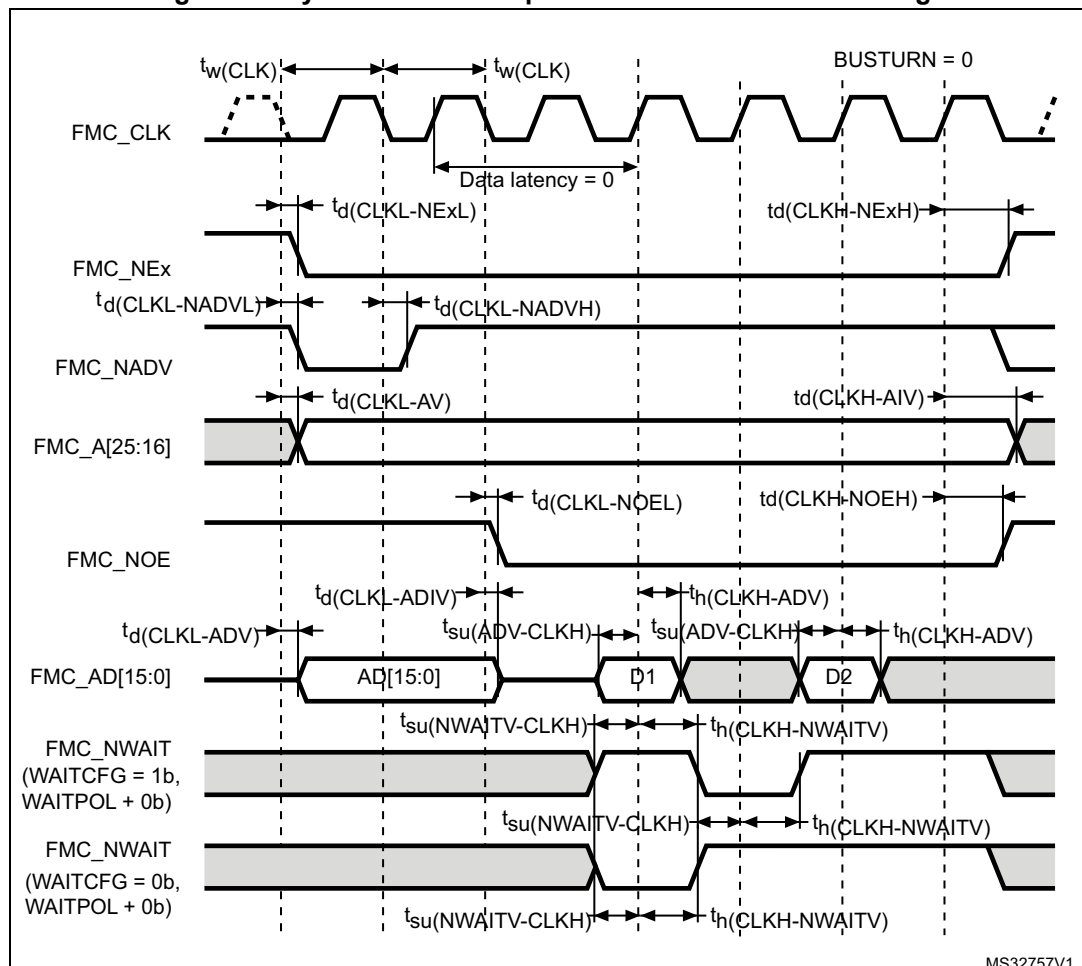 BUSTURN = 0
tw(CLK) tw(CLK)
FMC_CLK
Data latency = 0
td(CLKL-NExL) td(CLKH-NExH)
FMC_NEx
td(CLKL-NADVL) td(CLKL-NADVH)
FMC_NADV
td(CLKL-AV) td(CLKH-AIV)
FMC_A[25:16]
td(CLKL-NOEL) td(CLKH-NOEH)
FMC_NOE
td(CLKL-ADIV) th(CLKH-ADV)
td(CLKL-ADV) tsu(ADV-CLKH) tsu(ADV-CLKH) th(CLKH-ADV)
FMC_AD[15:0] AD[15:0] D1 D2
tsu(NWAITV-CLKH) th(CLKH-NWAITV)
FMC_NWAIT
(WAITCFG = 1b,
WAITPOL + 0b)
tsu(NWAITV-CLKH) th(CLKH-NWAITV)
FMC_NWAIT
(WAITCFG = 0b,
WAITPOL + 0b)
tsu(NWAITV-CLKH) th(CLKH-NWAITV)
MS32757V1